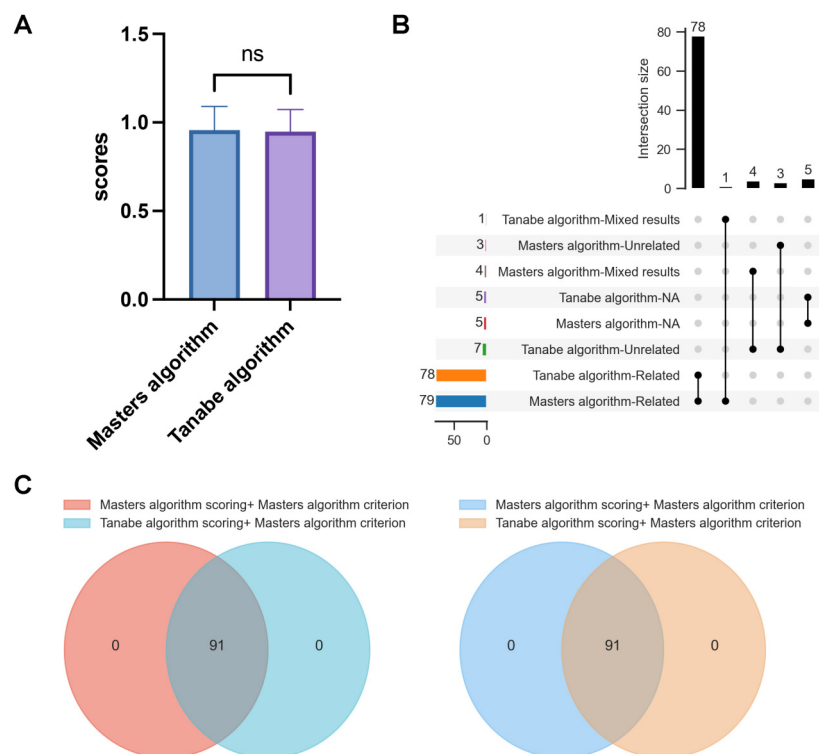 A
1.5
1.0
0.5
0.0
scores
ns
Masters algorithm
Tanabe algorithm
B
80
60
40
20
0
Intersection size
78
1
4
3
5
1 Tanabe algorithm-Mixed results
3 Masters algorithm-Unrelated
4 Masters algorithm-Mixed results
5 Tanabe algorithm-NA
5 Masters algorithm-NA
7 Tanabe algorithm-Unrelated
78 Tanabe algorithm-Related
79 Masters algorithm-Related
50 0
C
Masters algorithm scoring+ Masters algorithm criterion
Tanabe algorithm scoring+ Masters algorithm criterion
0 91 0
Masters algorithm scoring+ Masters algorithm criterion
Tanabe algorithm scoring+ Masters algorithm criterion
0 91 0